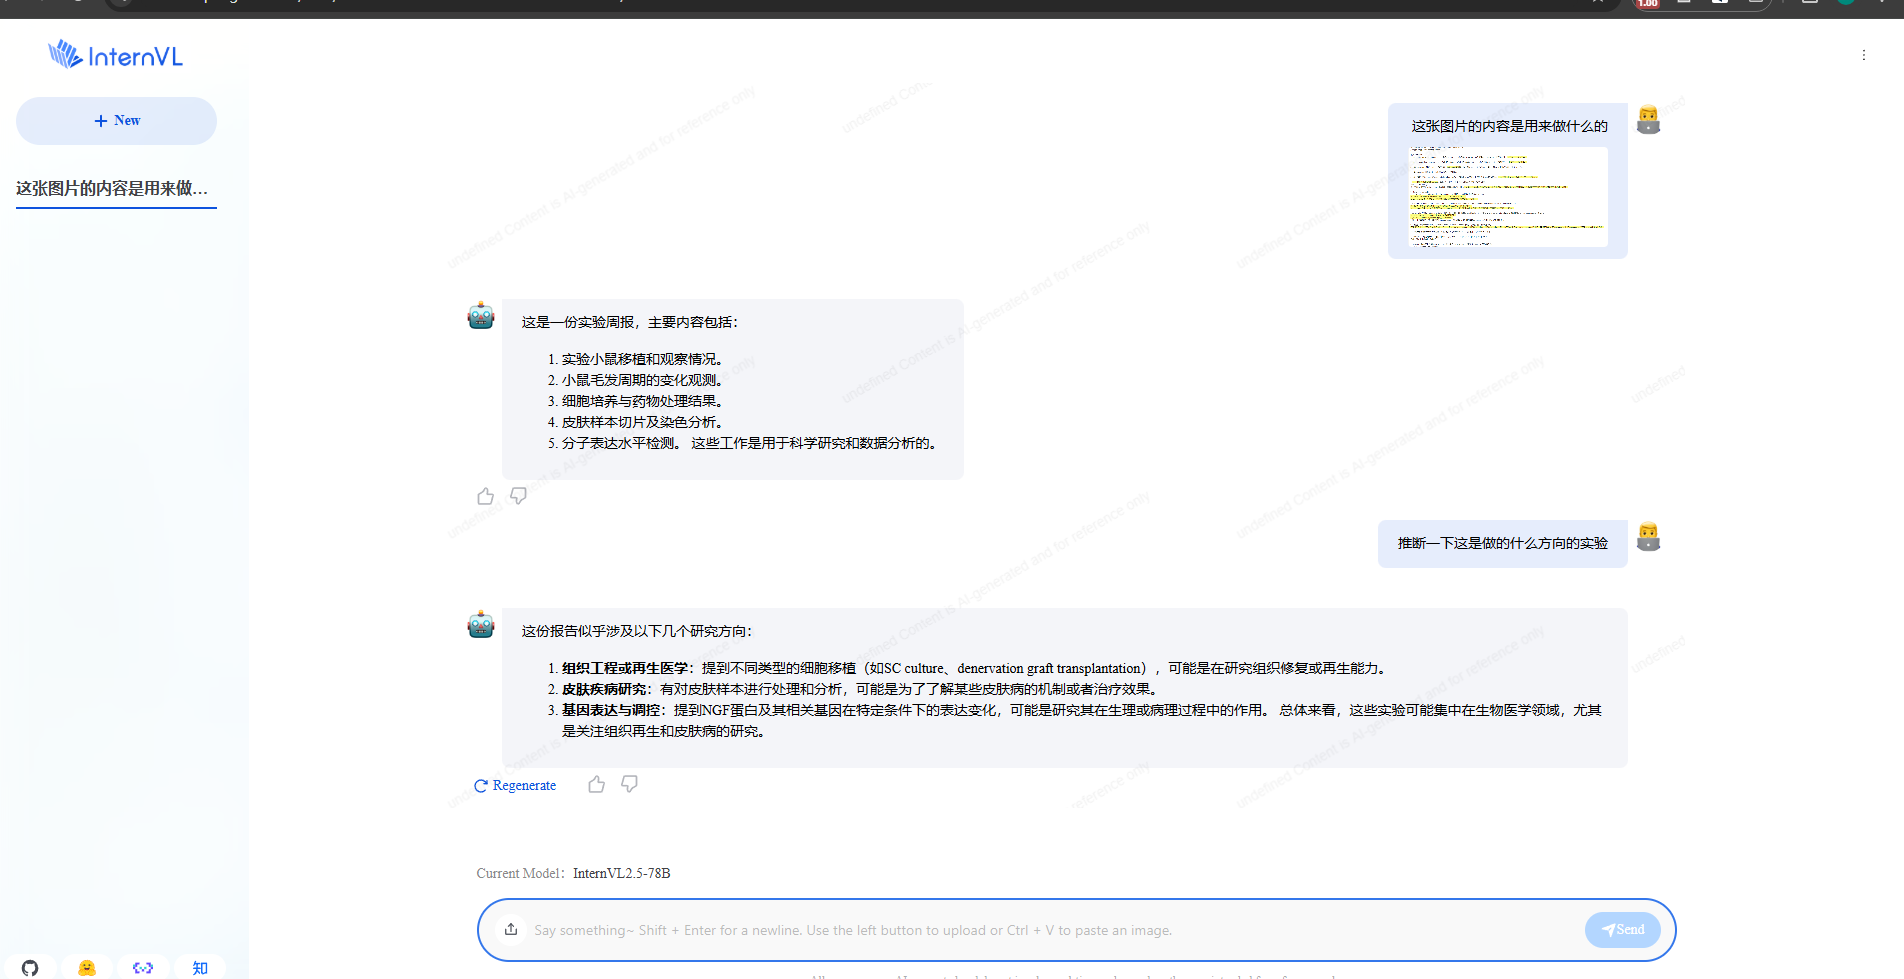 1.00
InternVL
+ New
这张图片的内容是用来做...
这张图片的内容是用来做什么的
这是一份实验周报，主要内容包括：
1. 实验小鼠移植和观察情况。
2. 小鼠毛发周期的变化观测。
3. 细胞培养与药物处理结果。
4. 皮肤样本切片及染色分析。
5. 分子表达水平检测。 这些工作是用于科学研究和数据分析的。
推断一下这是做的什么方向的实验
这份报告似乎涉及以下几个研究方向：
1. 组织工程或再生医学：提到不同类型的细胞移植（如SC culture、denervation graft transplantation），可能是在研究组织修复或再生能力。
2. 皮肤疾病研究：有对皮肤样本进行处理和分析，可能是为了了解某些皮肤病的机制或者治疗效果。
3. 基因表达与调控：提到NGF蛋白及其相关基因在特定条件下的表达变化，可能是研究其在生理或病理过程中的作用。 总体来看，这些实验可能集中在生物医学领域，尤其
是关注组织再生和皮肤病的研究。
Regenerate
undefined Content is AI-generated and for reference only
Current Model：InternVL2.5-78B
Say something~ Shift + Enter for a newline. Use the left button to upload or Ctrl + V to paste an image.
Send
知